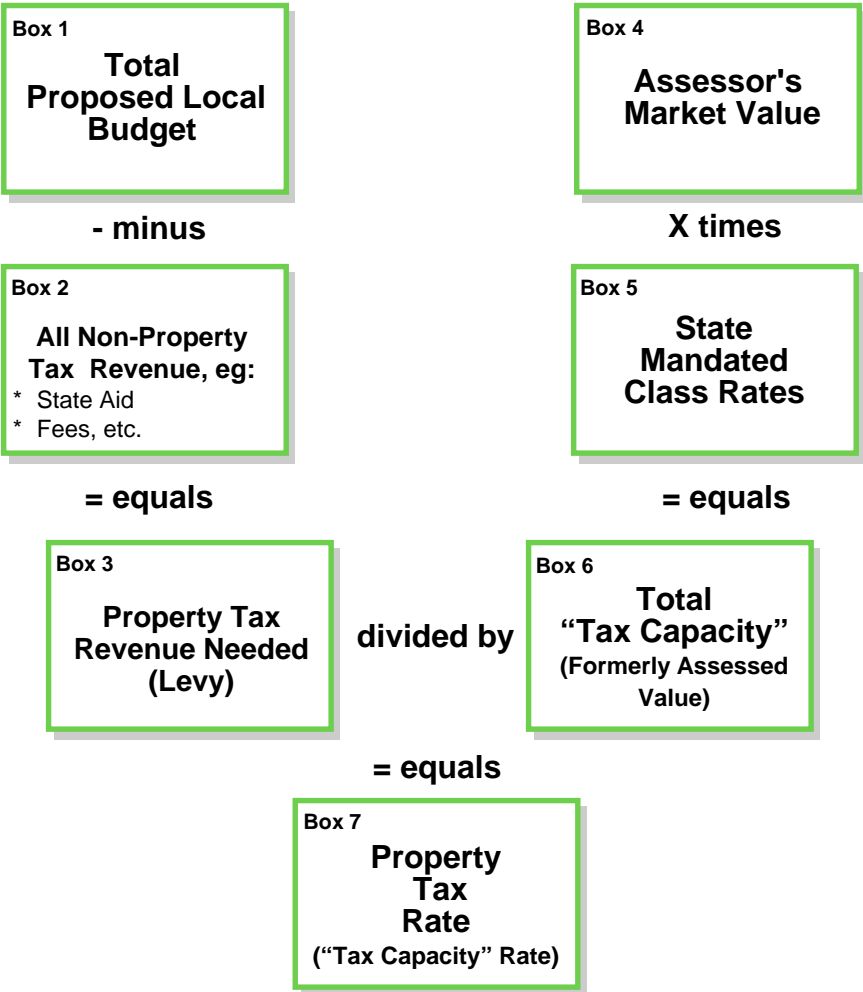 Box 1
Total
Proposed Local
Budget
- minus
Box 2
All Non-Property
Tax Revenue, eg:
* State Aid
* Fees, etc.
= equals
Box 3
Property Tax
Revenue Needed
(Levy)
divided by
Box 4
Assessor's
Market Value
X times
Box 5
State
Mandated
Class Rates
= equals
Box 6
Total
“Tax Capacity”
(Formerly Assessed
Value)
= equals
Box 7
Property
Tax
Rate
(“Tax Capacity” Rate)